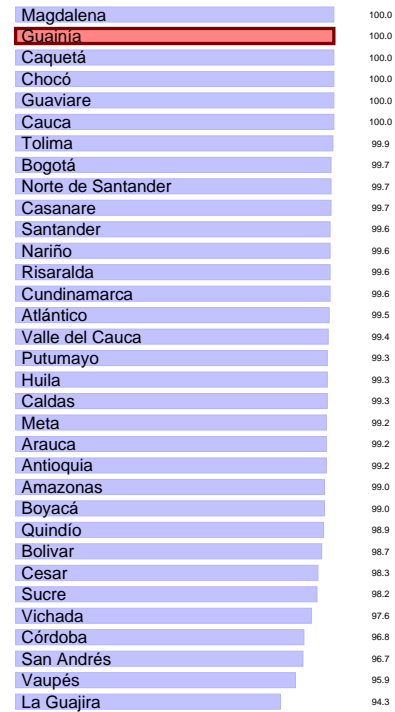 Magdalena 100.0
Guainía 100.0
Caquetá 100.0
Chocó 100.0
Guaviare 100.0
Cauca 100.0
Tolima 99.9
Bogotá 99.7
Norte de Santander 99.7
Casanare 99.7
Santander 99.6
Nariño 99.6
Risaralda 99.6
Cundinamarca 99.6
Atlántico 99.5
Valle del Cauca 99.4
Putumayo 99.3
Huila 99.3
Caldas 99.3
Meta 99.2
Arauca 99.2
Antioquia 99.2
Amazonas 99.0
Boyacá 99.0
Quindío 98.9
Bolivar 98.7
Cesar 98.3
Sucre 98.2
Vichada 97.6
Córdoba 96.8
San Andrés 96.7
Vaupés 95.9
La Guajira 94.3